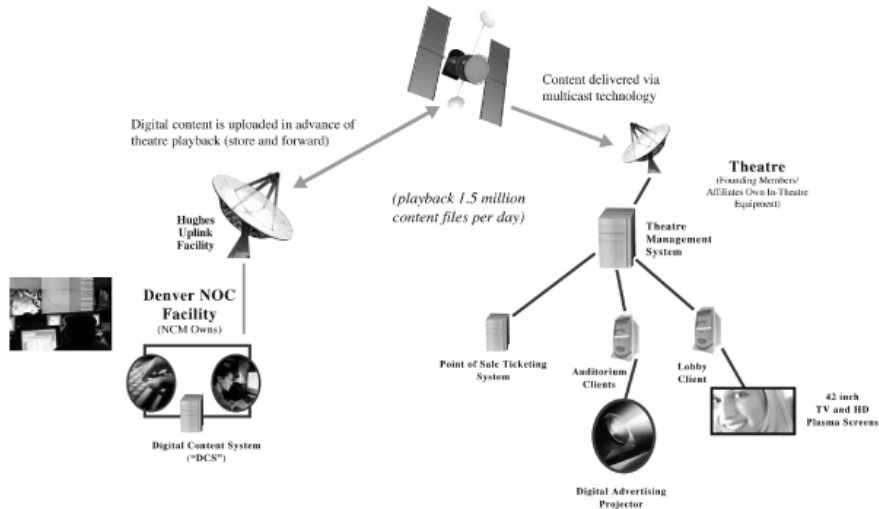 Content delivered via
multicast technology
Digital content is uploaded in advance of
theatre playback (store and forward)
Theatre
(Founding Members/
Affiliates Own In-Theatre
Equipment)
(playback 1.5 million
content files per day)
Hughes
Uplink
Facility
Theatre
Management
System
Denver NOC
Facility
(NCM Owns)
Point of Sale Ticketing
System
Auditorium
Clients
Lobby
Client
42 inch
TV and HD
Plasma Screens
Digital Content System
("DCS")
Digital Advertising
Projector